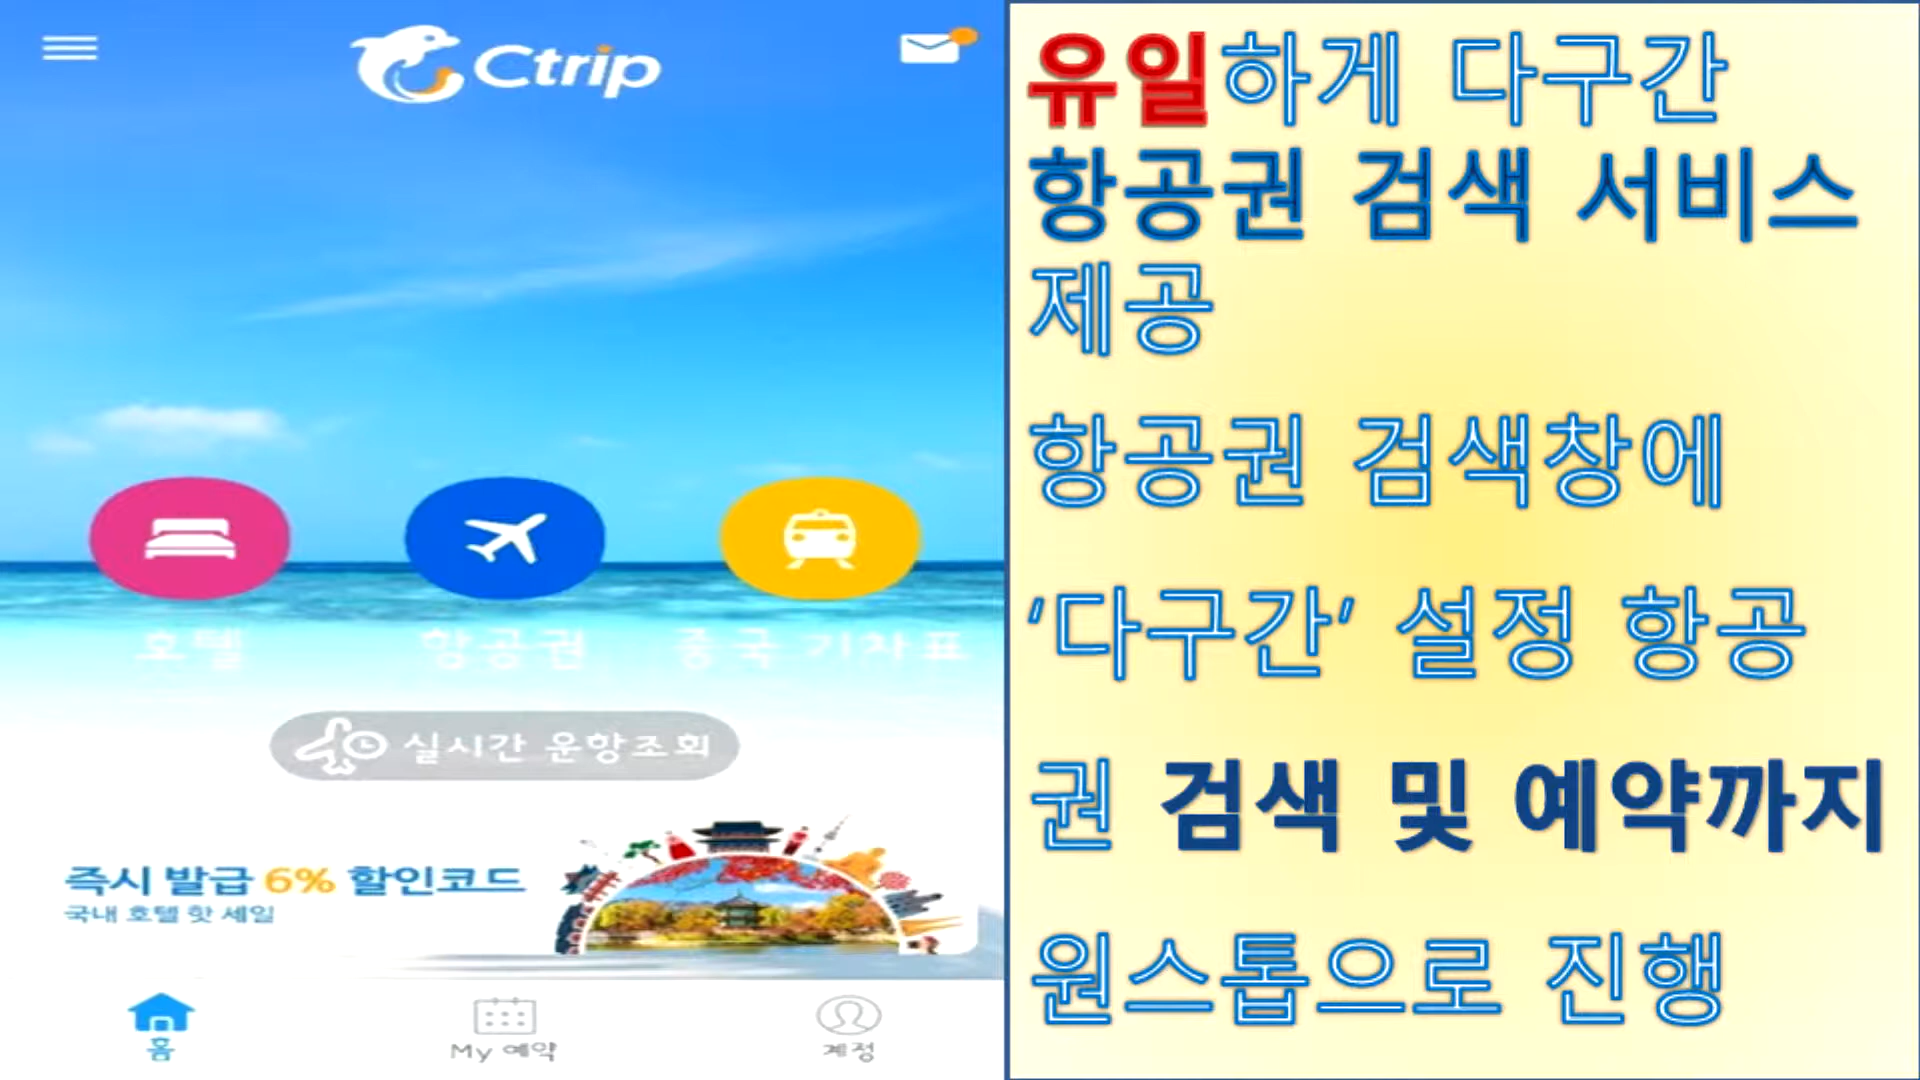 Ctrip
호텔 항공권 중국 기차표
실시간 운항조회
즉시 발급 6% 할인코드
국내 호텔 핫 세일
홈 My 예약 계정
유일하게 다구간
항공권 검색 서비스
제공
항공권 검색창에
‘다구간’ 설정 항공
권 검색 및 예약까지
원스톱으로 진행